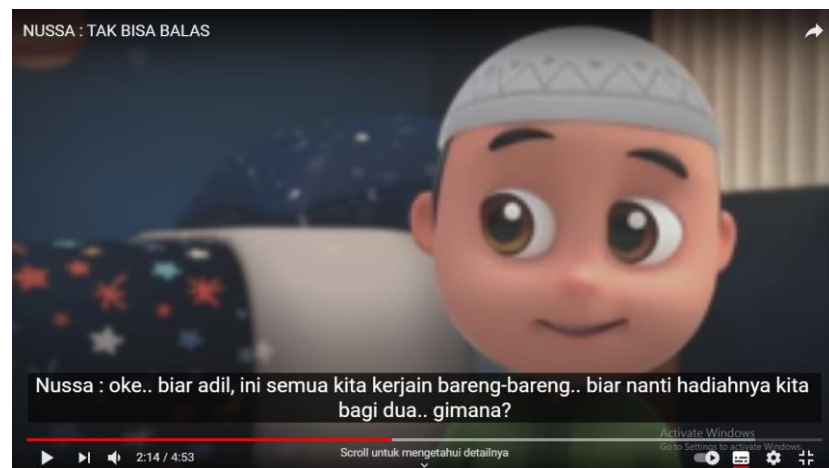 NUSSA : TAK BISA BALAS
Nussa : oke.. biar adil, ini semua kita kerjain bareng-bareng.. biar nanti hadiahnya kita
bagi dua.. gimana?
Activate Windows
Go to Settings to activate Windows.
2:14 / 4:53
Scroll untuk mengetahui detailnya